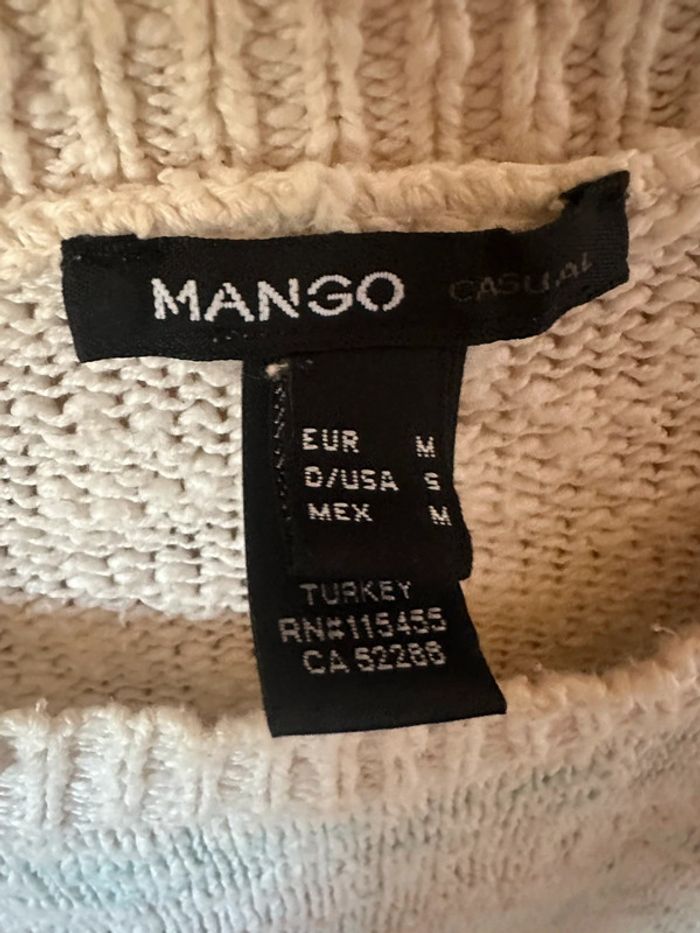 MANGO CASUAL
EUR M
D/USA S
MEX M
TURKEY
RN#115455
CA 52288